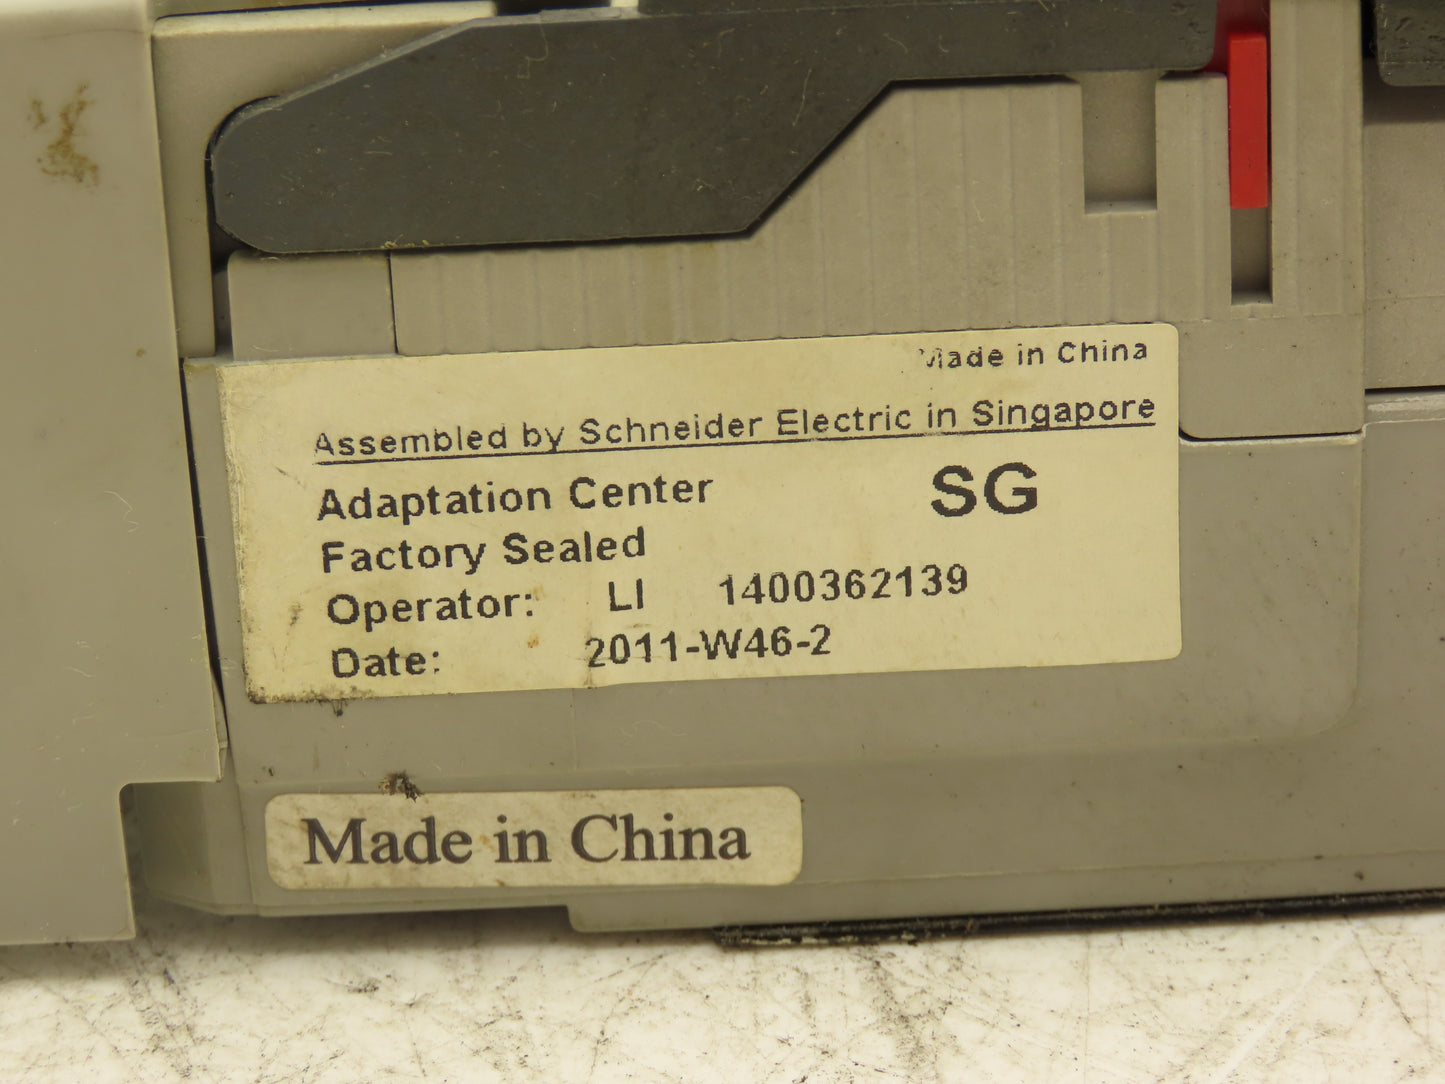 Made in China
Assembled by Schneider Electric in Singapore
Adaptation Center SG
Factory Sealed
Operator: LI 1400362139
Date: 2011-W46-2
Made in China